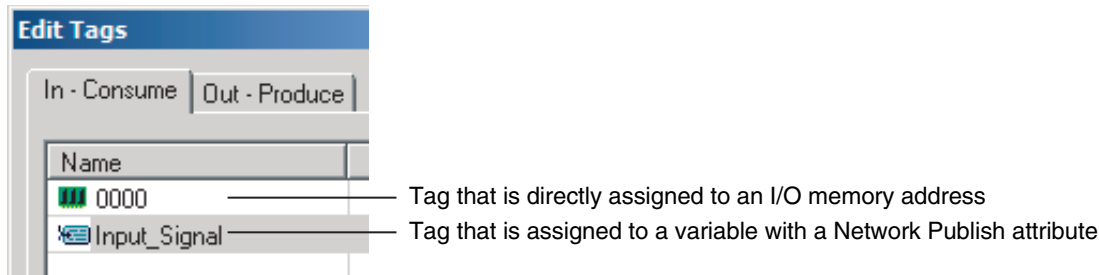 Edit Tags
In - Consume Out - Produce
Name
0000 Tag that is directly assigned to an I/O memory address
Input_Signal Tag that is assigned to a variable with a Network Publish attribute